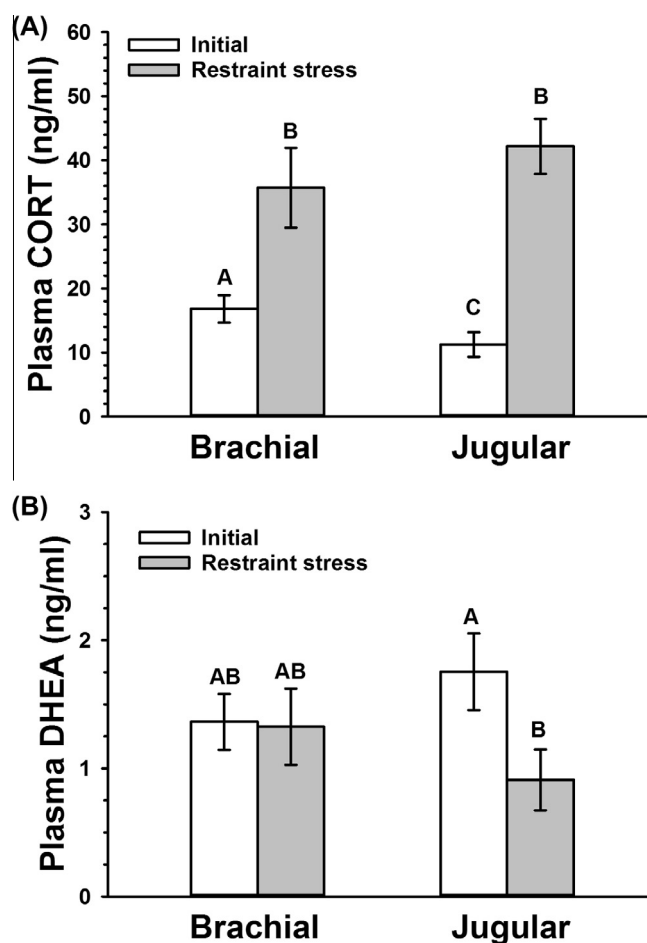 (A)
60
50
40
30
20
10
0
Plasma CORT (ng/ml)
Initial
Restraint stress
A
B
C
B
Brachial
Jugular
(B)
3
2
1
0
Plasma DHEA (ng/ml)
Initial
Restraint stress
AB
AB
A
B
Brachial
Jugular